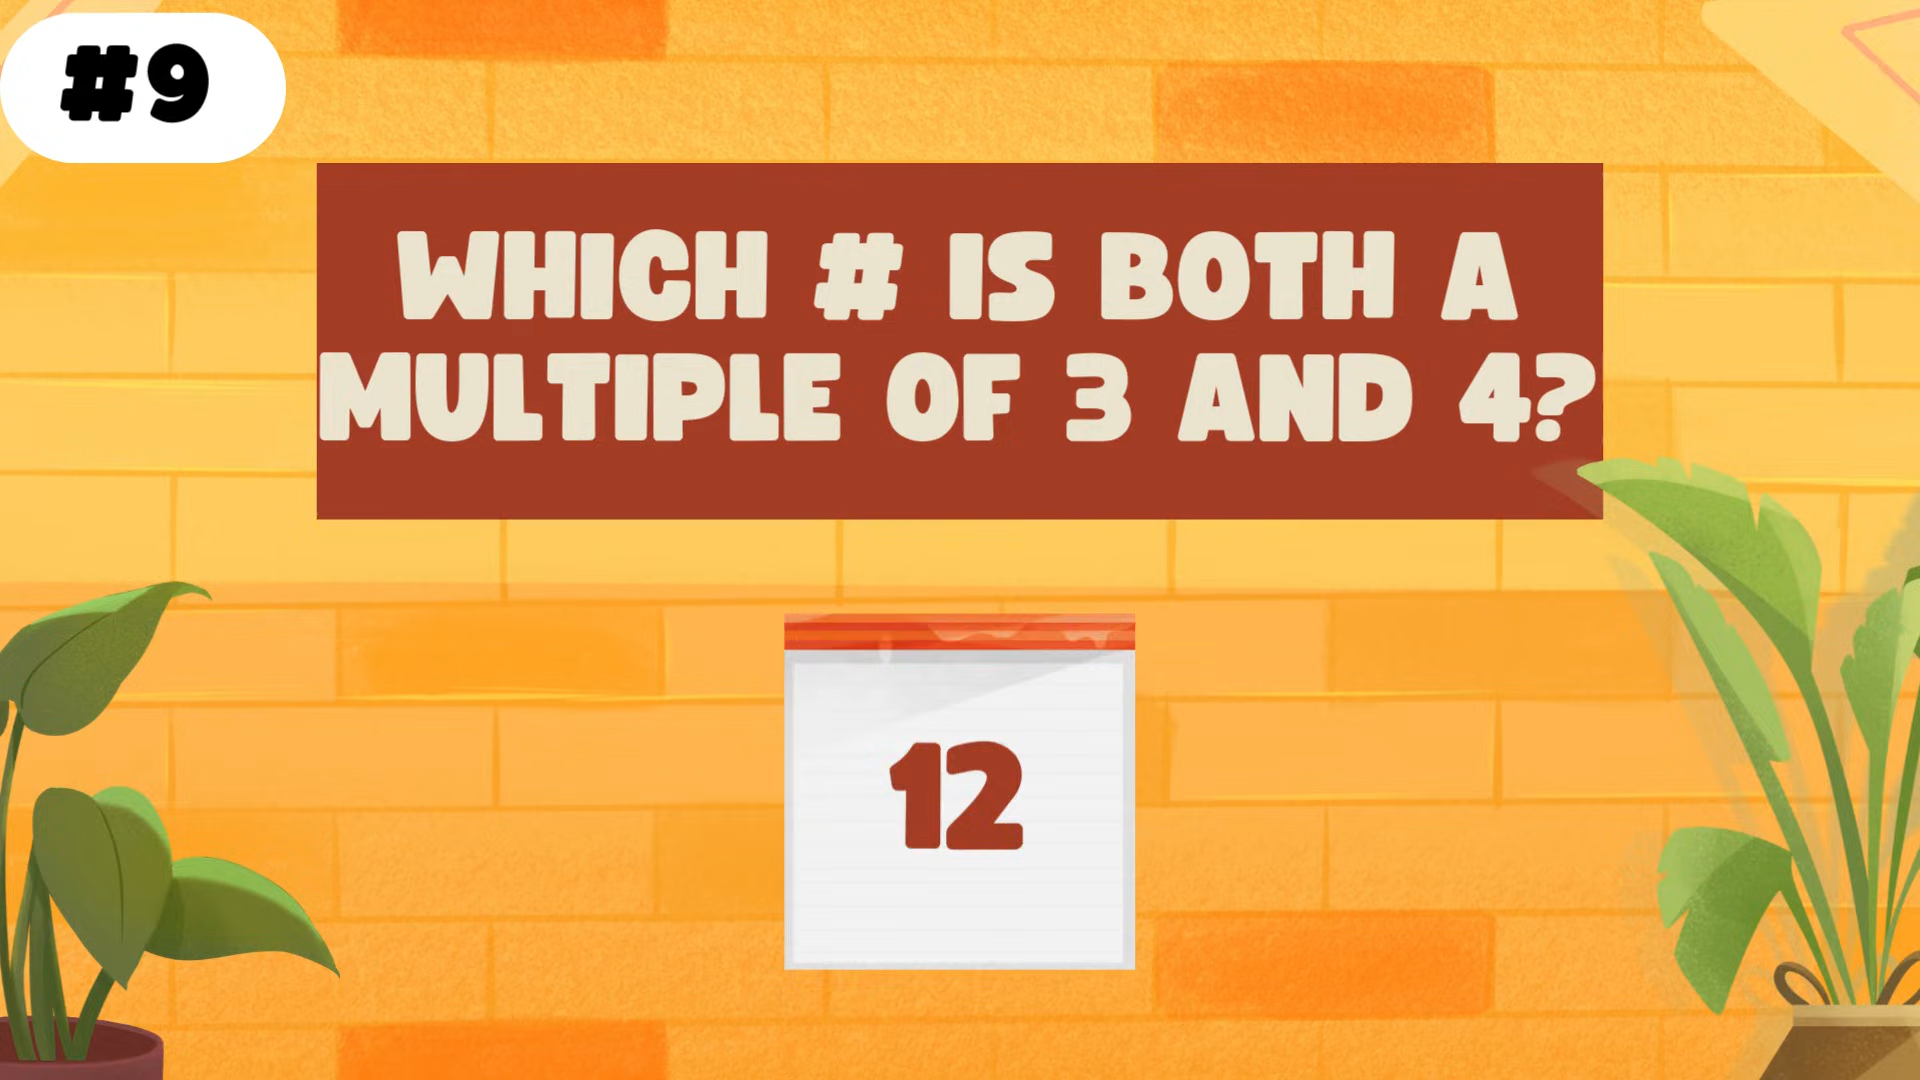 #9
WHICH # IS BOTH A
MULTIPLE OF 3 AND 4?
12